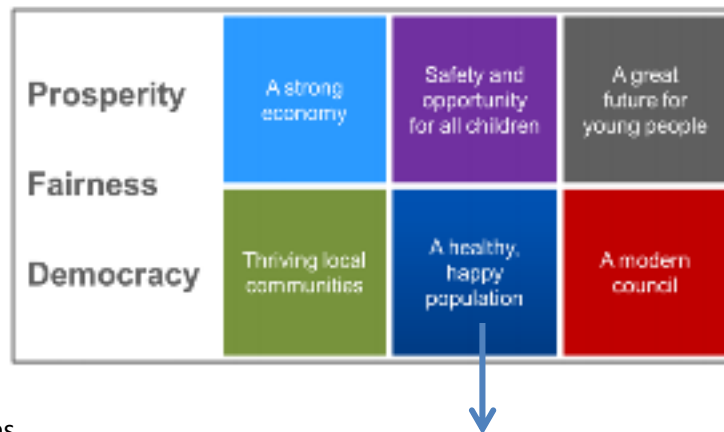 Prosperity
Fairness
Democracy
A strong
economy
Safety and
opportunity
for all children
A great
future for
young people
Thriving local
communities
A healthy,
happy
population
A modern
council